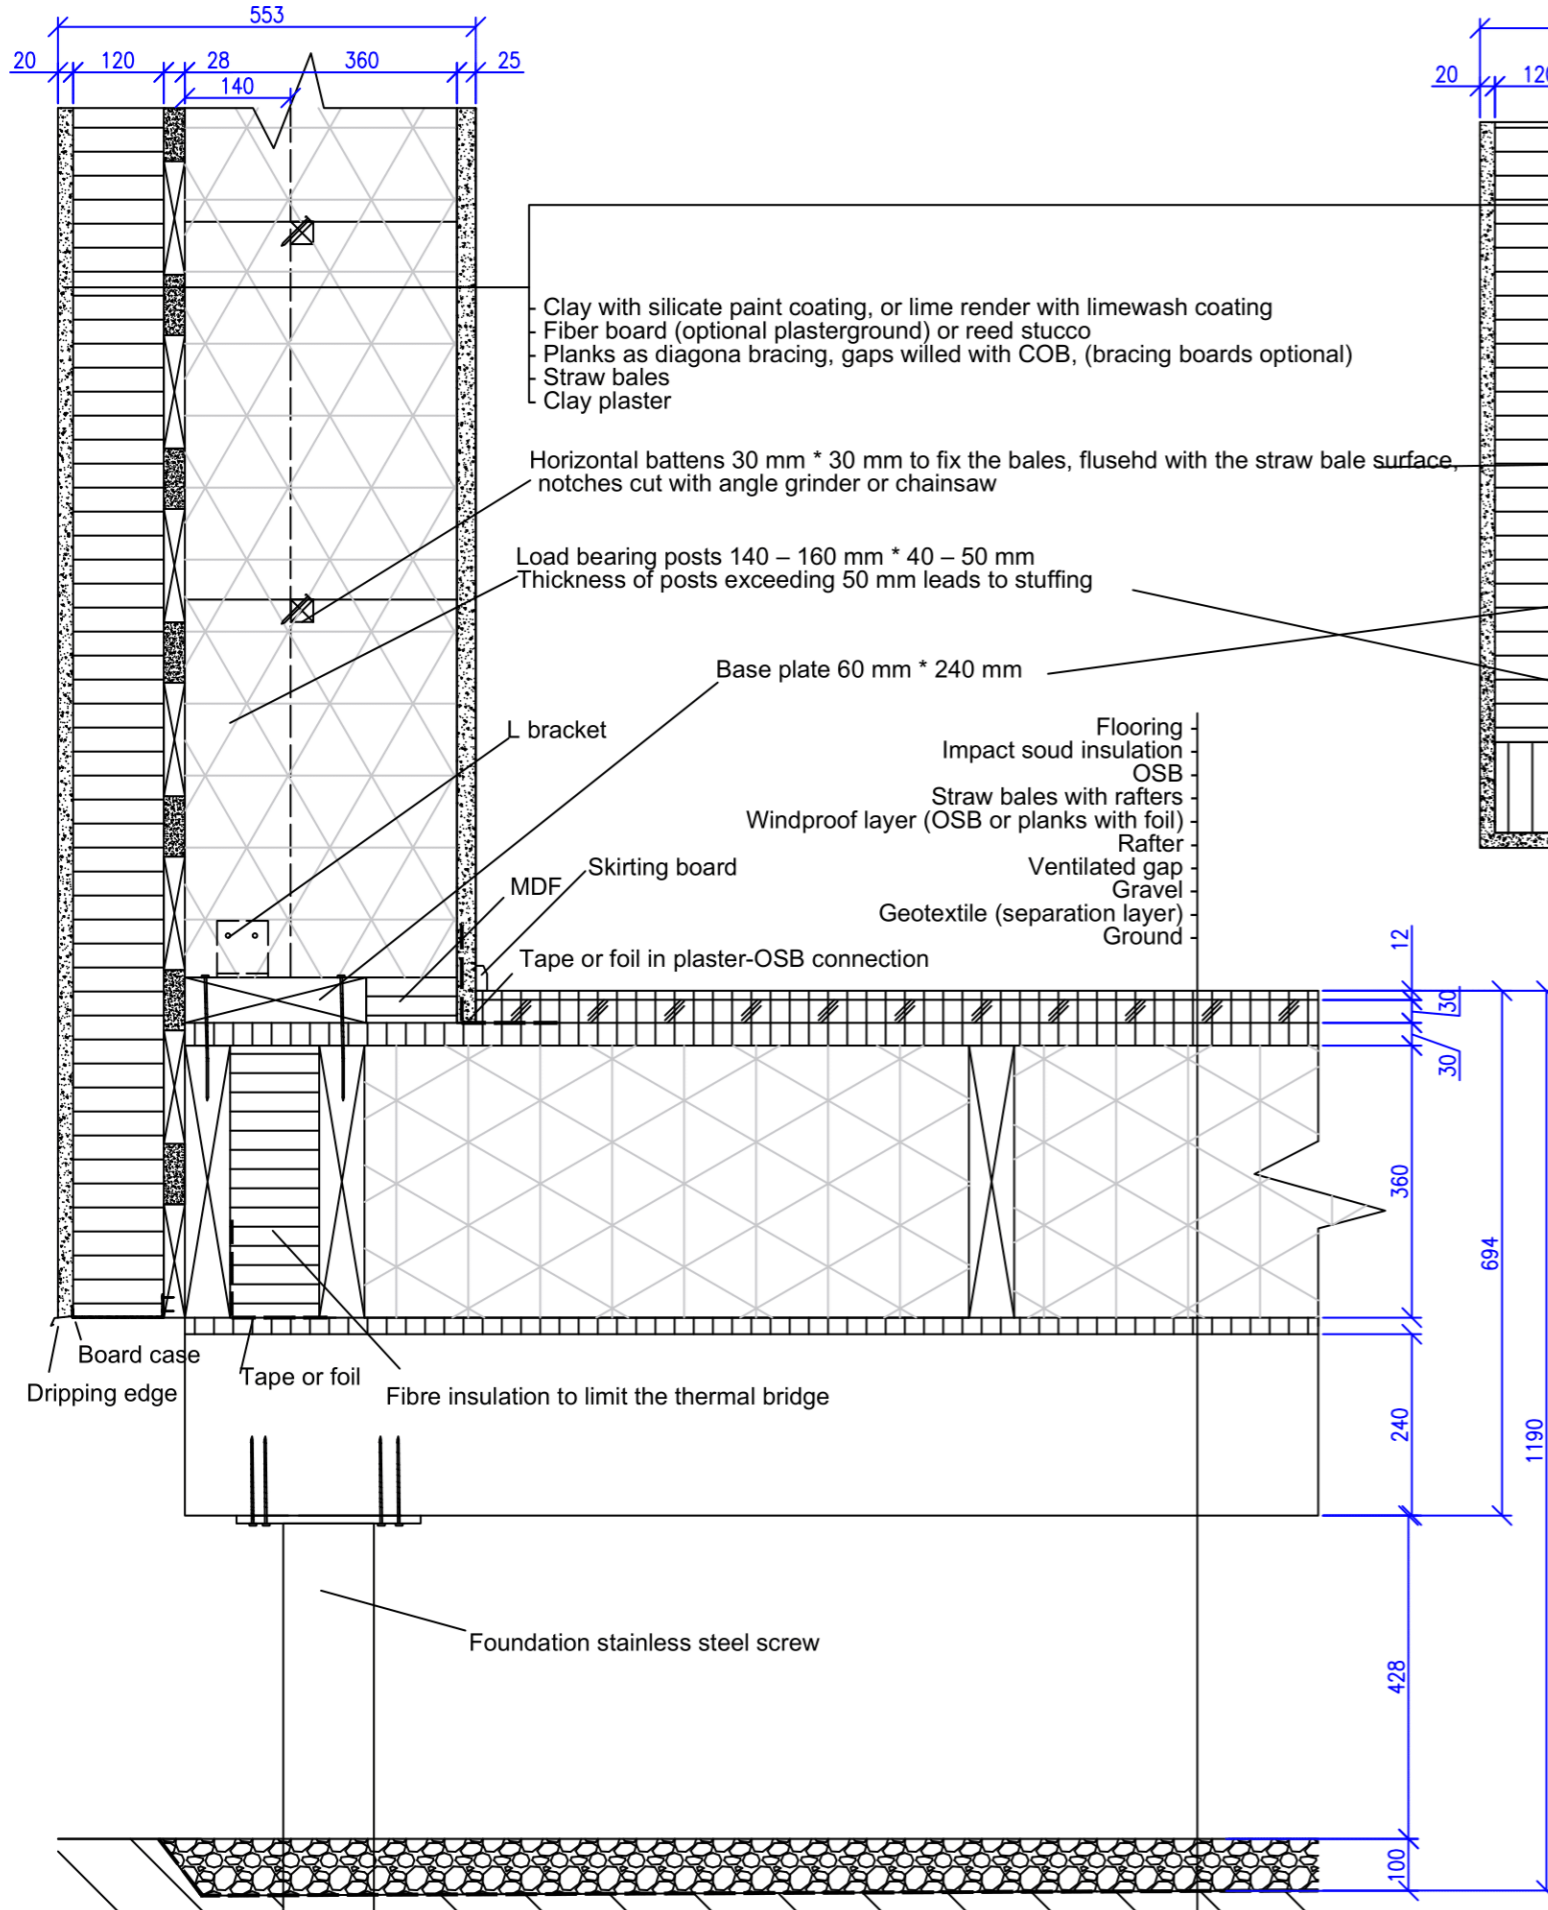 553
20 120 28 360 25
140
20 120
Clay with silicate paint coating, or lime render with limewash coating
Fiber board (optional plasterground) or reed stucco
Planks as diagona bracing, gaps willed with COB, (bracing boards optional)
Straw bales
Clay plaster
Horizontal battens 30 mm * 30 mm to fix the bales, flusehd with the straw bale surface,
notches cut with angle grinder or chainsaw
Load bearing posts 140 – 160 mm * 40 – 50 mm
Thickness of posts exceeding 50 mm leads to stuffing
Base plate 60 mm * 240 mm
L bracket
Flooring
Impact soud insulation
OSB
Straw bales with rafters
Windproof layer (OSB or planks with foil)
Rafter
Ventilated gap
Gravel
Geotextile (separation layer)
Ground
Skirting board
MDF
Tape or foil in plaster-OSB connection
12
30
30
360
694
240
1190
428
100
Board case
Dripping edge
Tape or foil
Fibre insulation to limit the thermal bridge
Foundation stainless steel screw